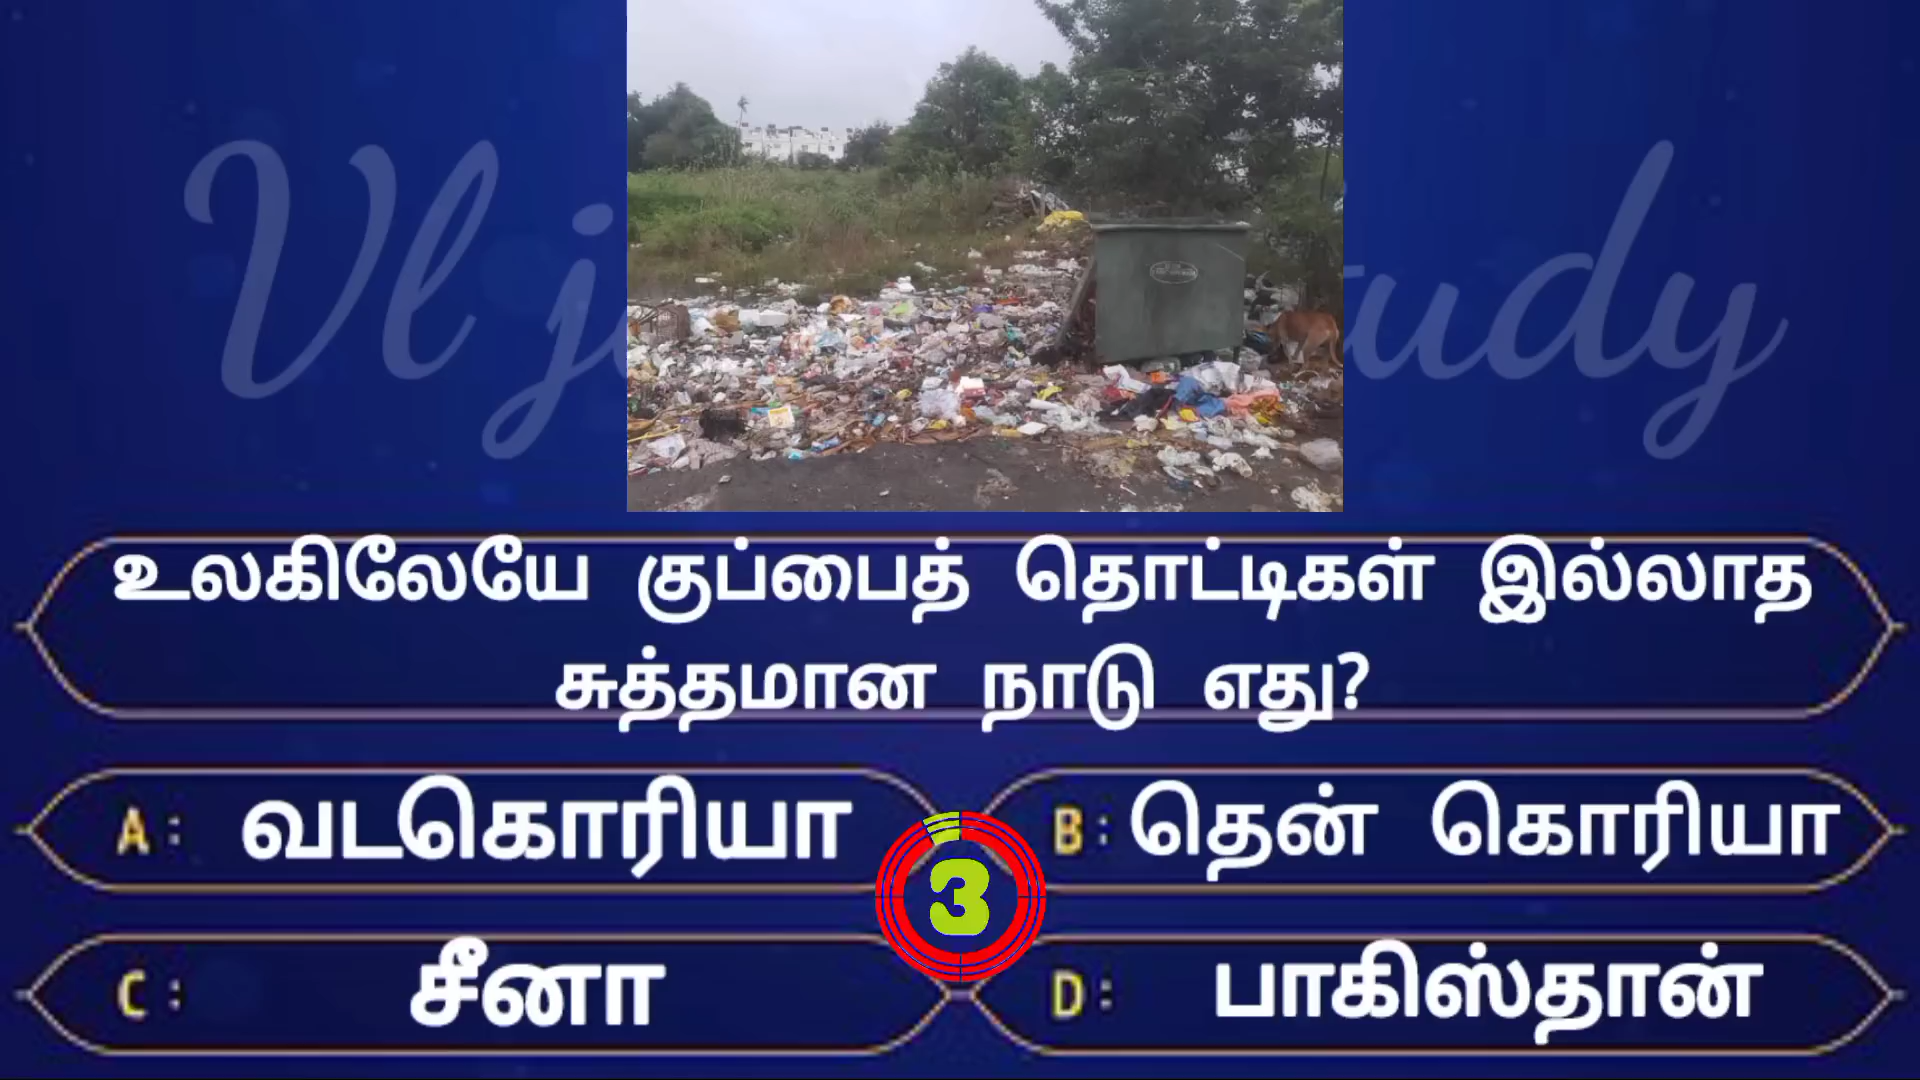 உலகிலேயே குப்பைத் தொட்டிகள் இல்லாத
சுத்தமான நாடு எது?
A: வடகொரியா
B: தென் கொரியா
3
C: சீனா
D: பாகிஸ்தான்